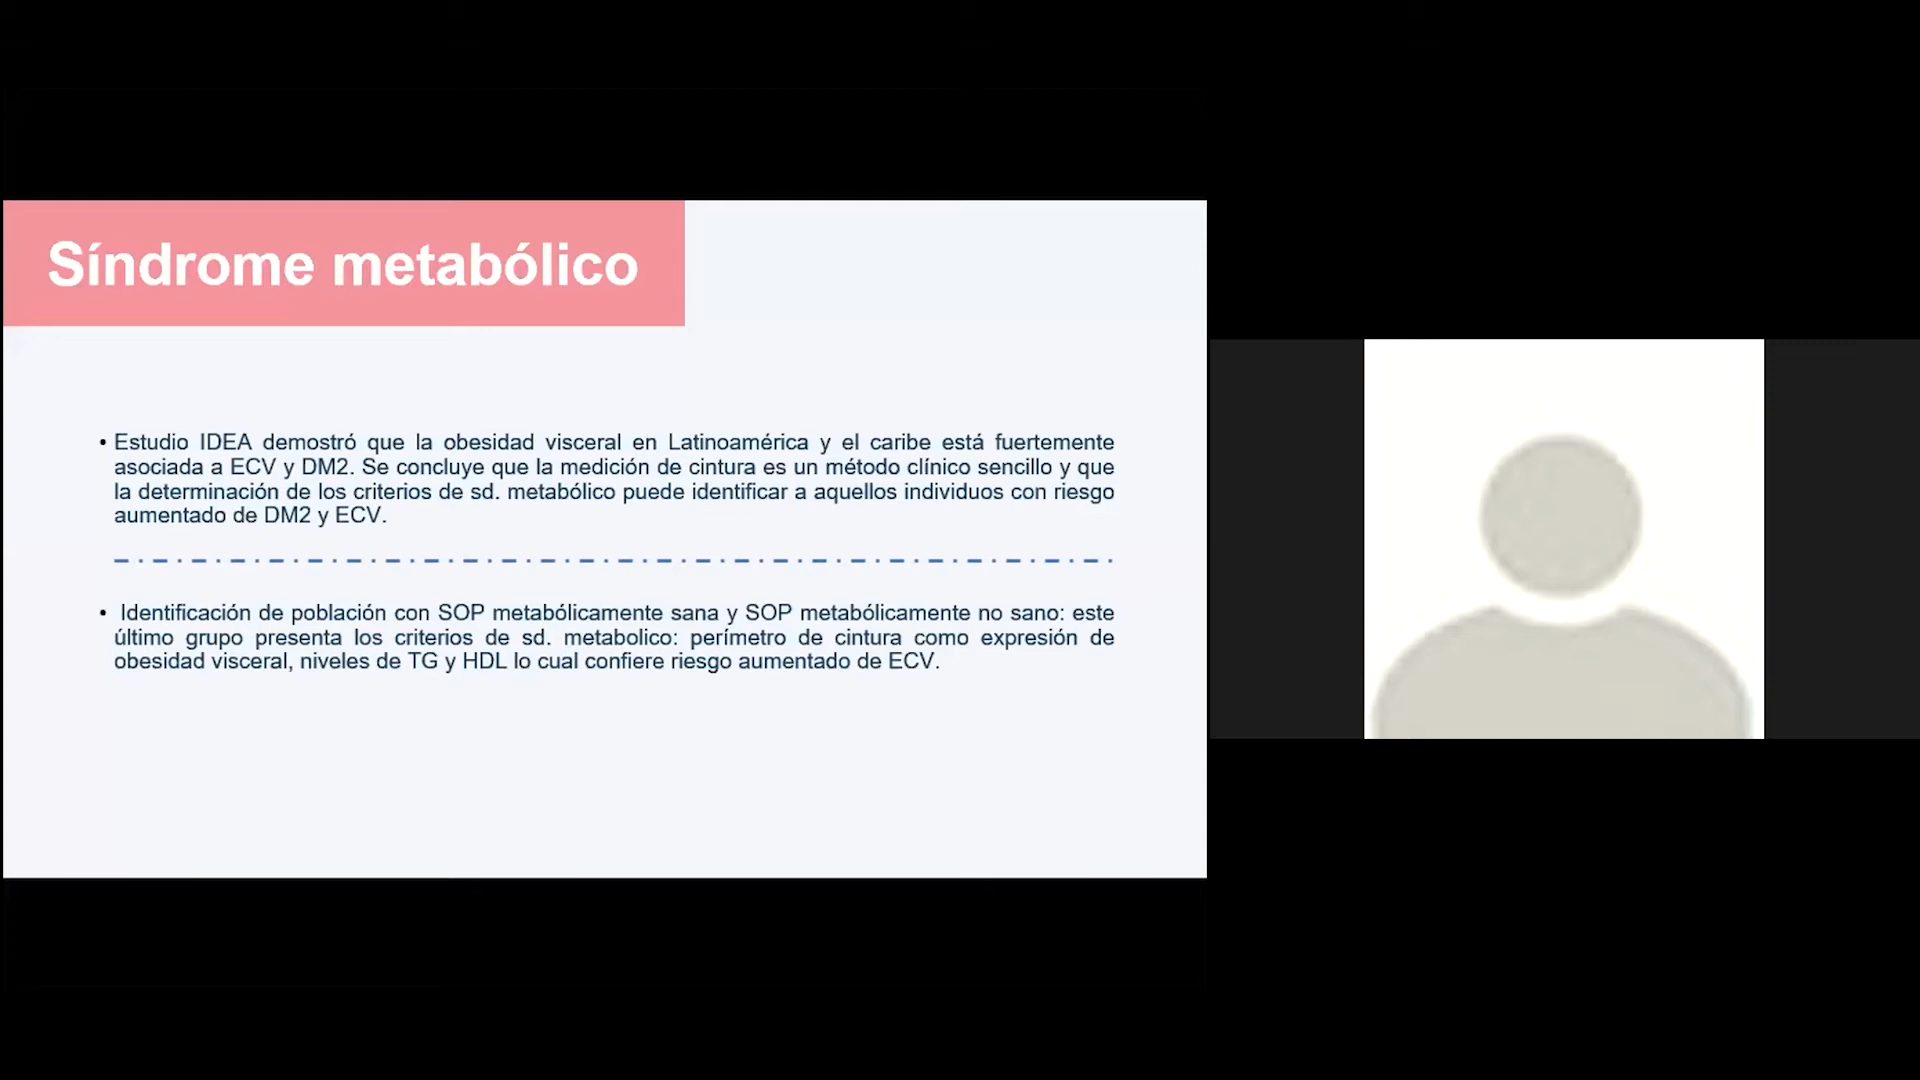 Síndrome metabólico
• Estudio IDEA demostró que la obesidad visceral en Latinoamérica y el caribe está fuertemente
asociada a ECV y DM2. Se concluye que la medición de cintura es un método clínico sencillo y que
la determinación de los criterios de sd. metabólico puede identificar a aquellos individuos con riesgo
aumentado de DM2 y ECV.
• Identificación de población con SOP metabólicamente sana y SOP metabólicamente no sano: este
último grupo presenta los criterios de sd. metabolico: perímetro de cintura como expresión de
obesidad visceral, niveles de TG y HDL lo cual confiere riesgo aumentado de ECV.